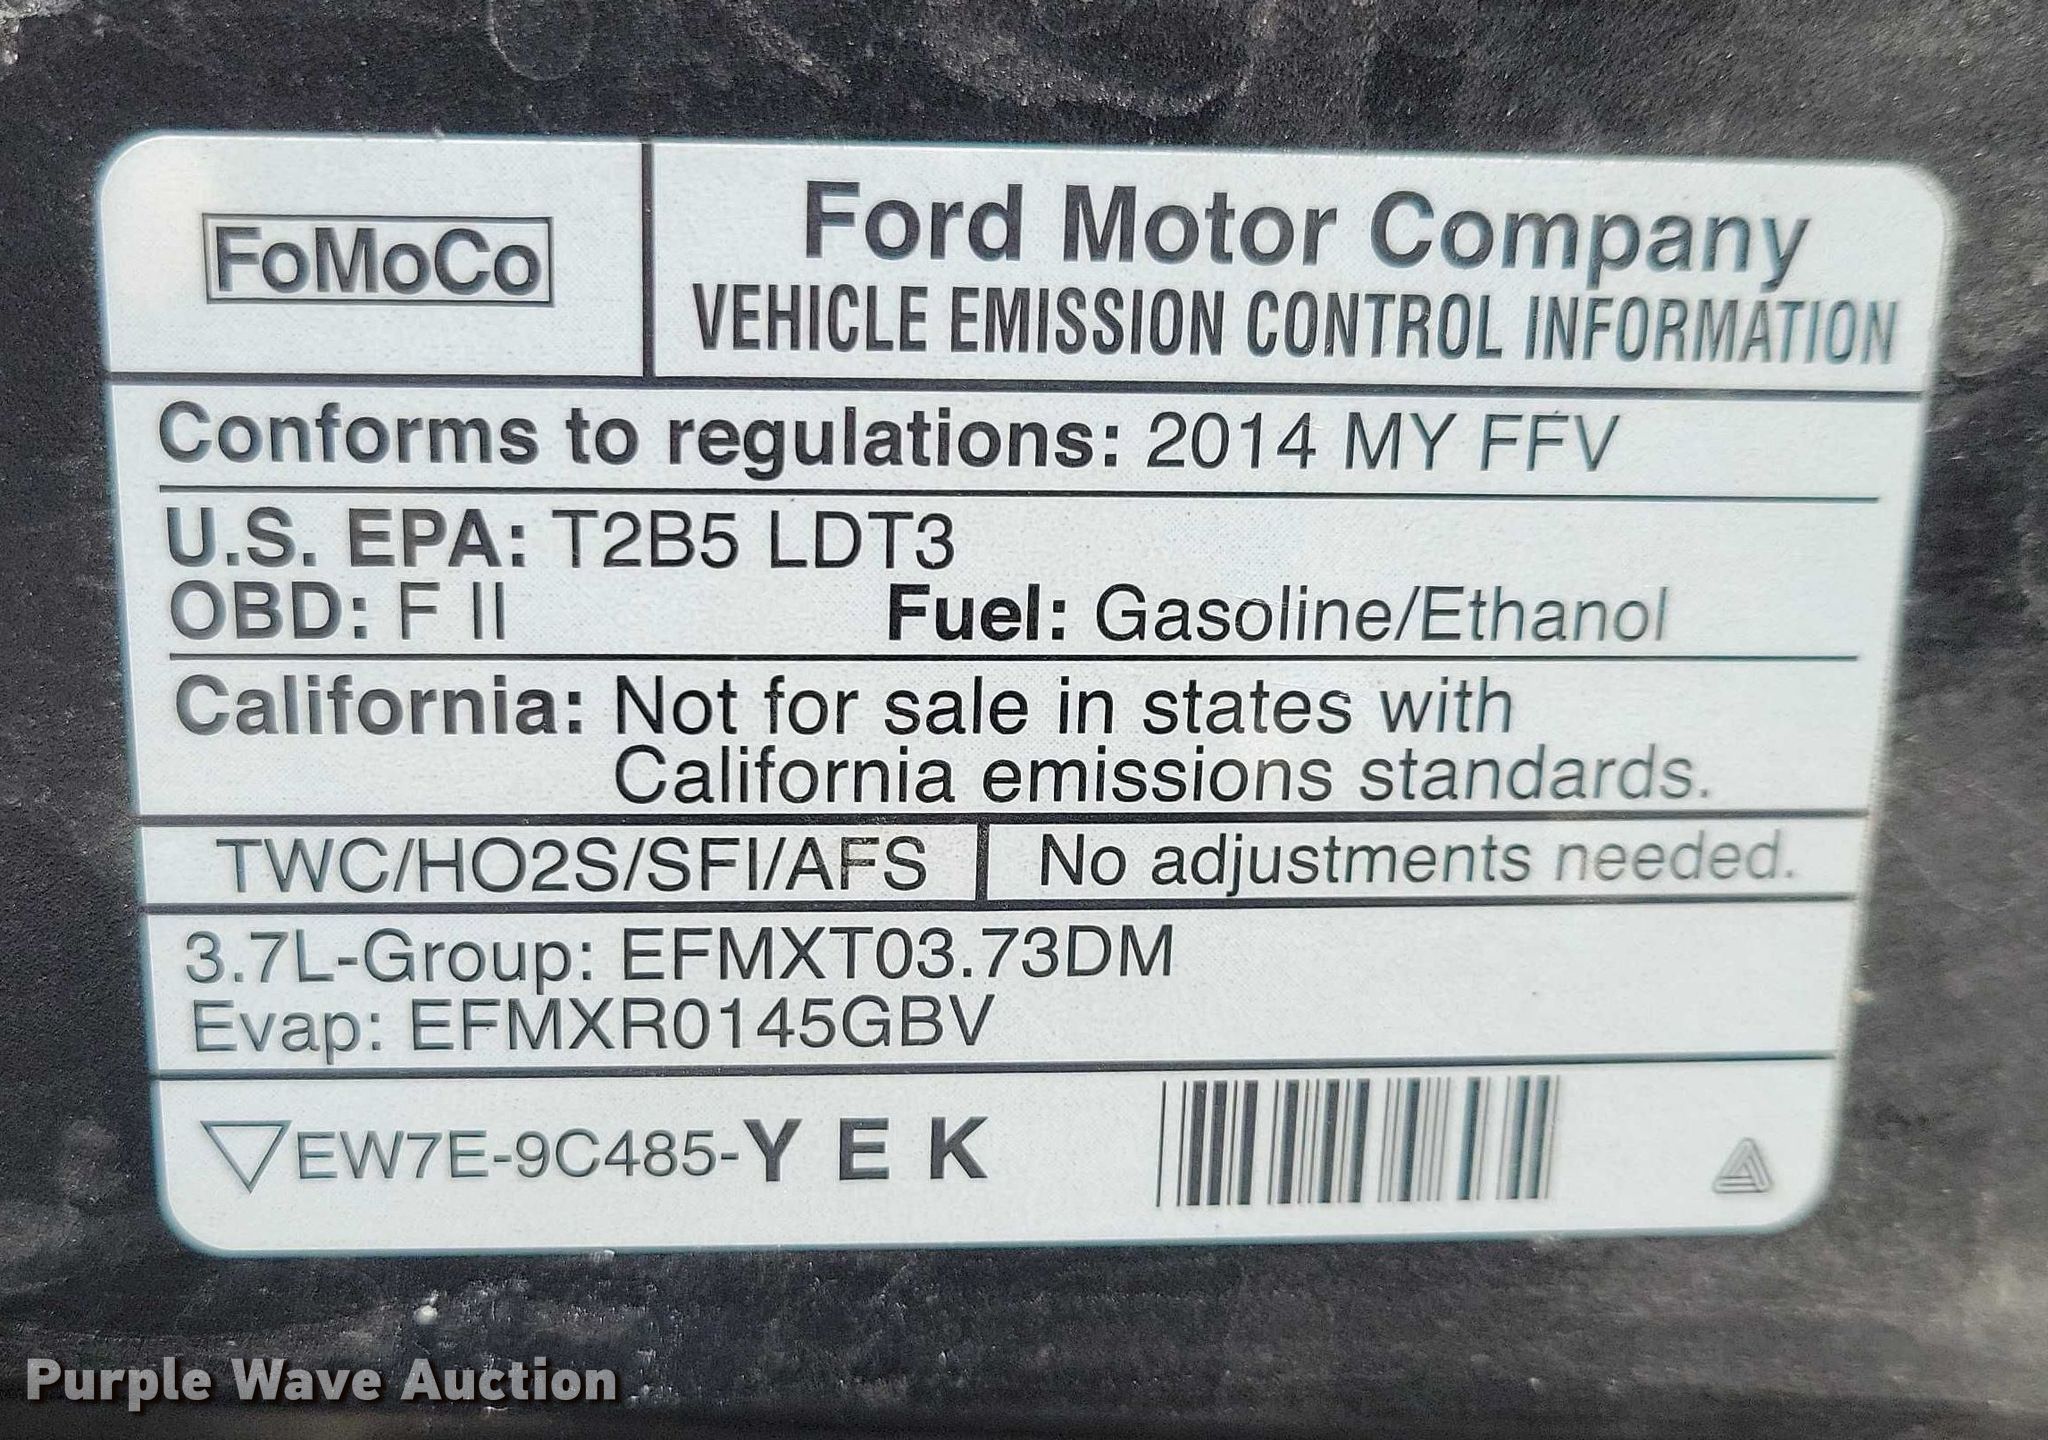 FoMoCo
Ford Motor Company
VEHICLE EMISSION CONTROL INFORMATION
Conforms to regulations: 2014 MY FFV
U.S. EPA: T2B5 LDT3
OBD: F II Fuel: Gasoline/Ethanol
California: Not for sale in states with
California emissions standards.
TWC/HO2S/SFI/AFS No adjustments needed.
3.7L-Group: EFMXT03.73DM
Evap: EFMXR0145GBV
EW7E-9C485-Y E K
Purple Wave Auction